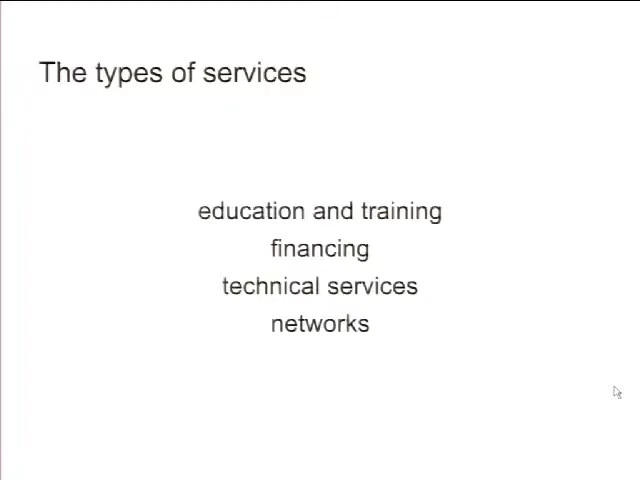 The types of services
education and training
financing
technical services
networks